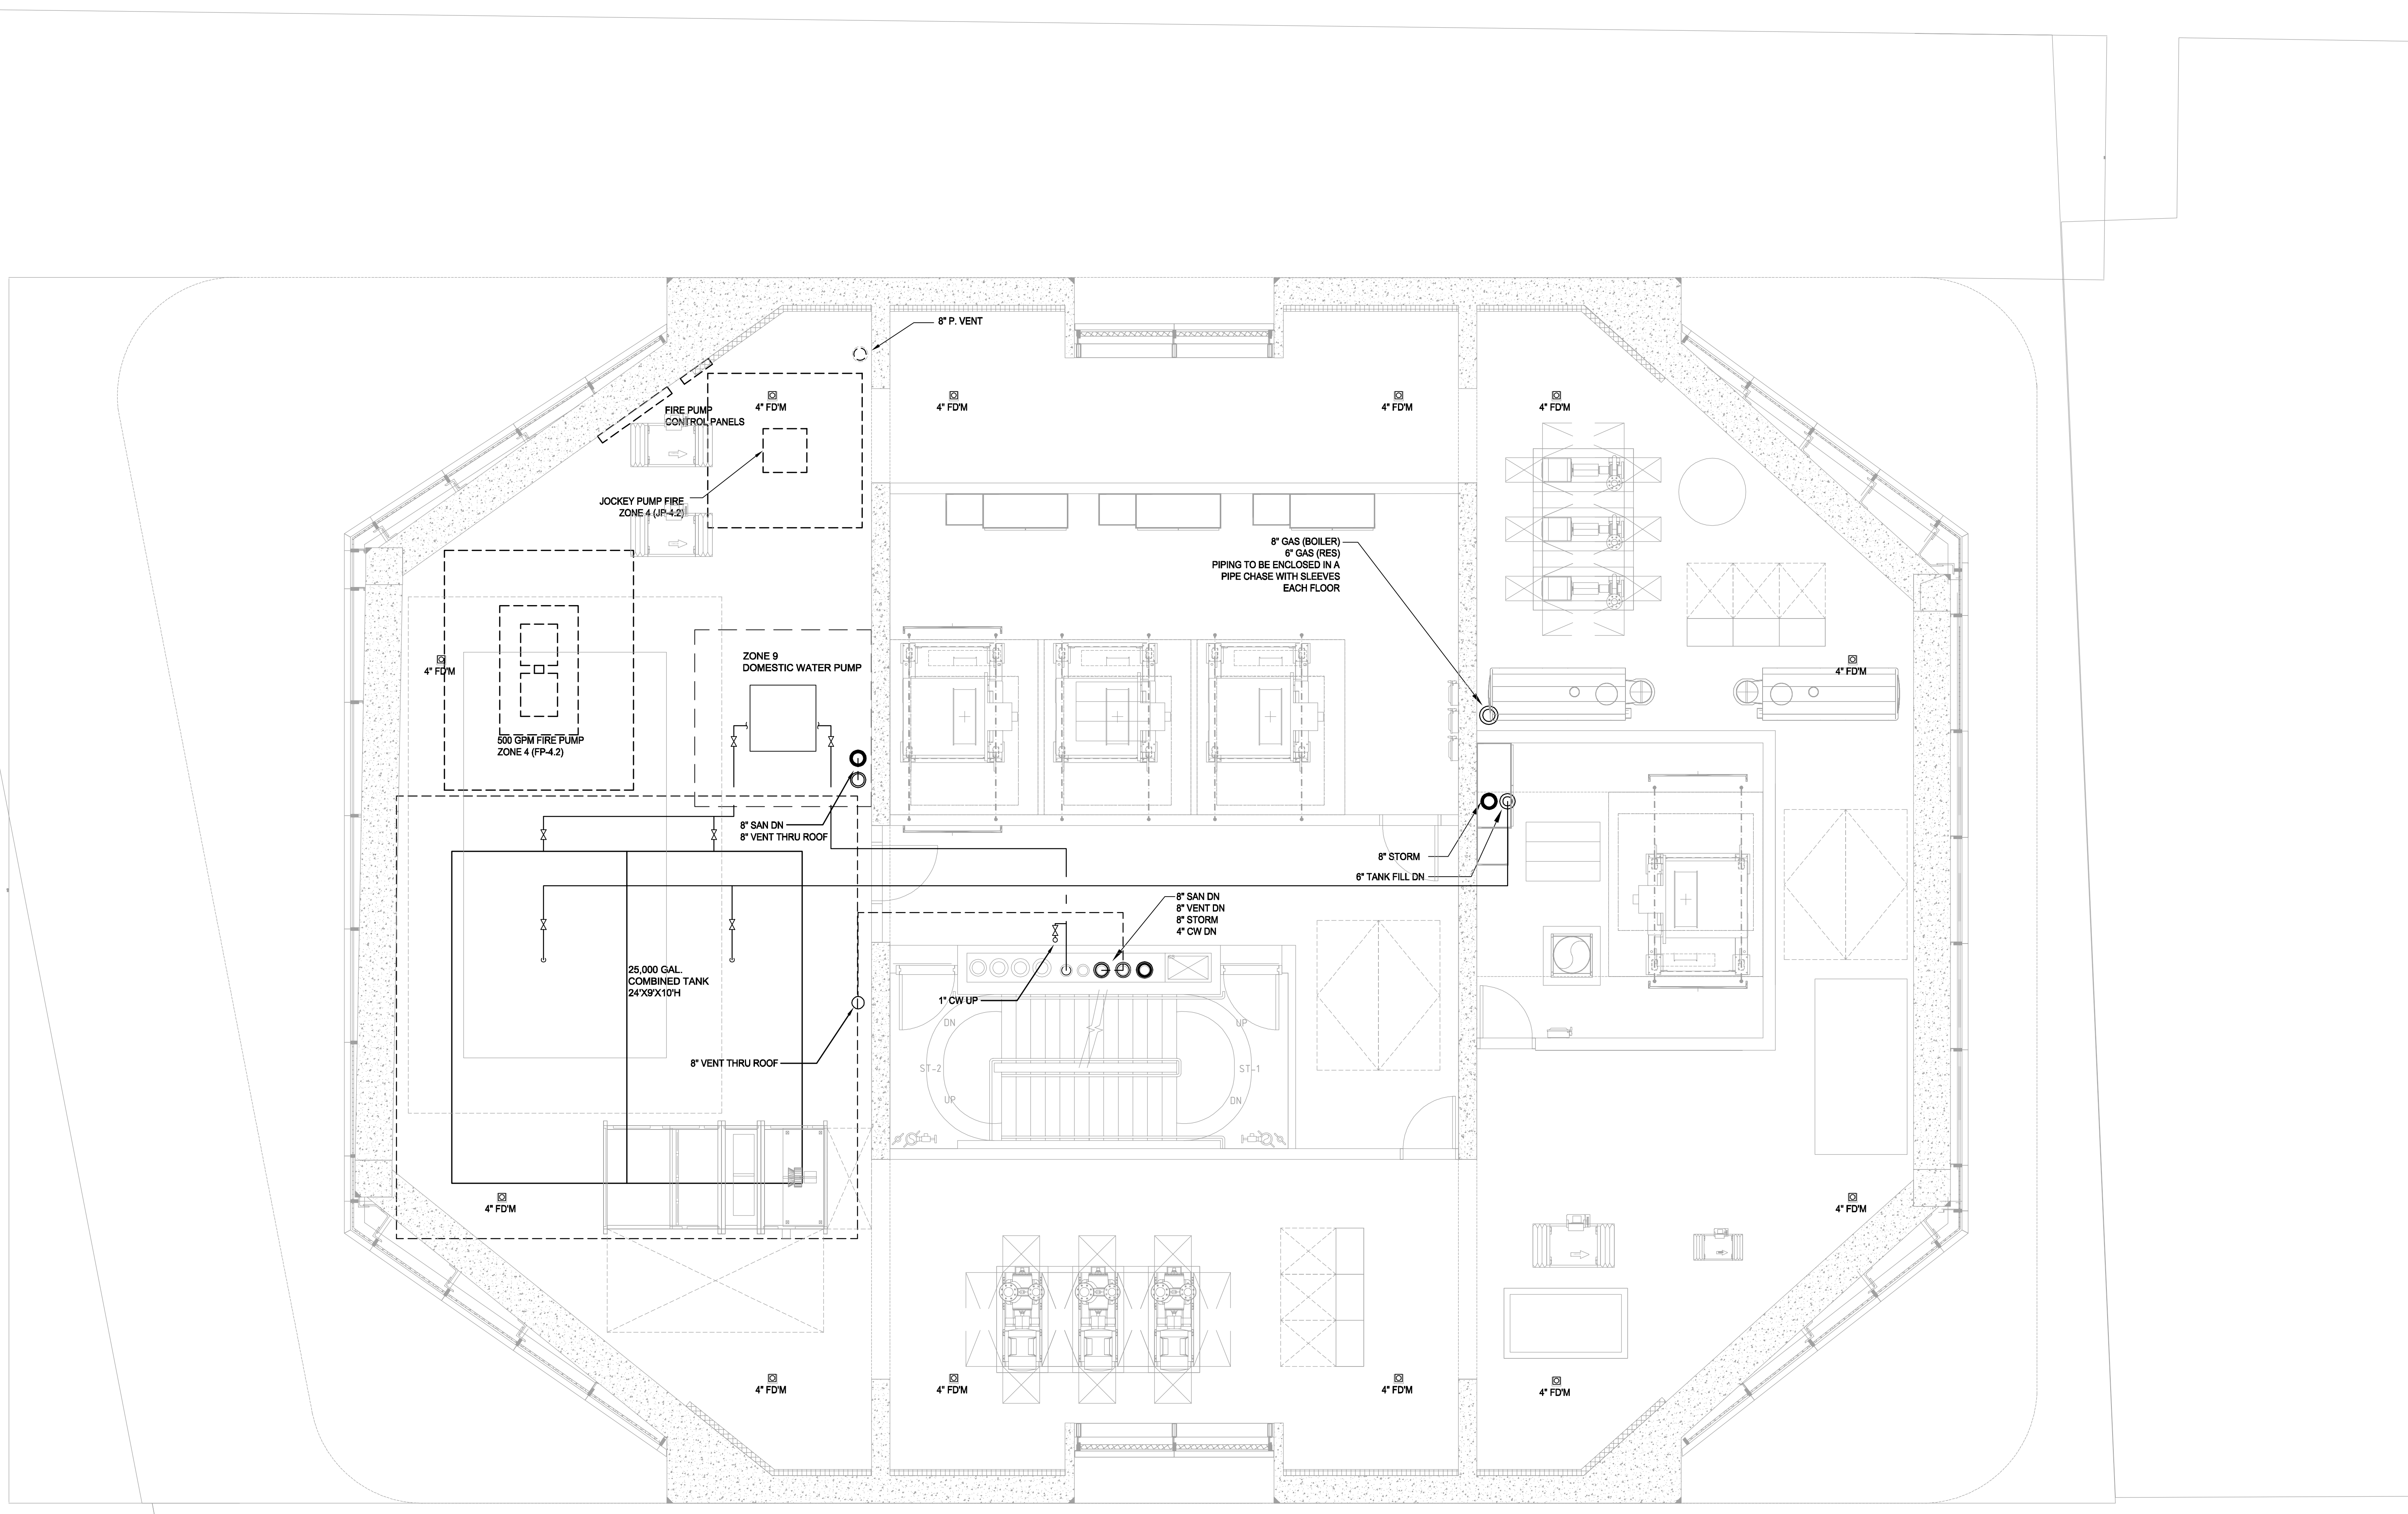 8" P. VENT
4" FD'M
4" FD'M
4" FD'M
4" FD'M
FIRE PUMP
CONTROL PANELS
JOCKEY PUMP FIRE
ZONE 4 (JP-4.2)
8" GAS (BOILER)
6" GAS (RES)
PIPING TO BE ENCLOSED IN A
PIPE CHASE WITH SLEEVES
EACH FLOOR
ZONE 9
DOMESTIC WATER PUMP
4" FD'M
4" FD'M
500 GPM FIRE PUMP
ZONE 4 (FP-4.2)
8" SAN DN
8" VENT THRU ROOF
8" STORM
6" TANK FILL DN
8" SAN DN
8" VENT DN
8" STORM
4" CW DN
25,000 GAL.
COMBINED TANK
24'X9'X10'H
1" CW UP
DN
UP
8" VENT THRU ROOF
ST-2
ST-1
UP
DN
4" FD'M
4" FD'M
4" FD'M
4" FD'M
4" FD'M
4" FD'M